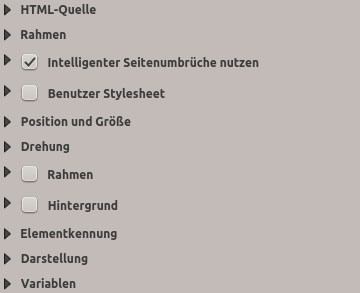 HTML-Quelle
Rahmen
Intelligenter Seitenumbrüche nutzen
Benutzer Stylesheet
Position und Größe
Drehung
Rahmen
Hintergrund
Elementkennung
Darstellung
Variablen